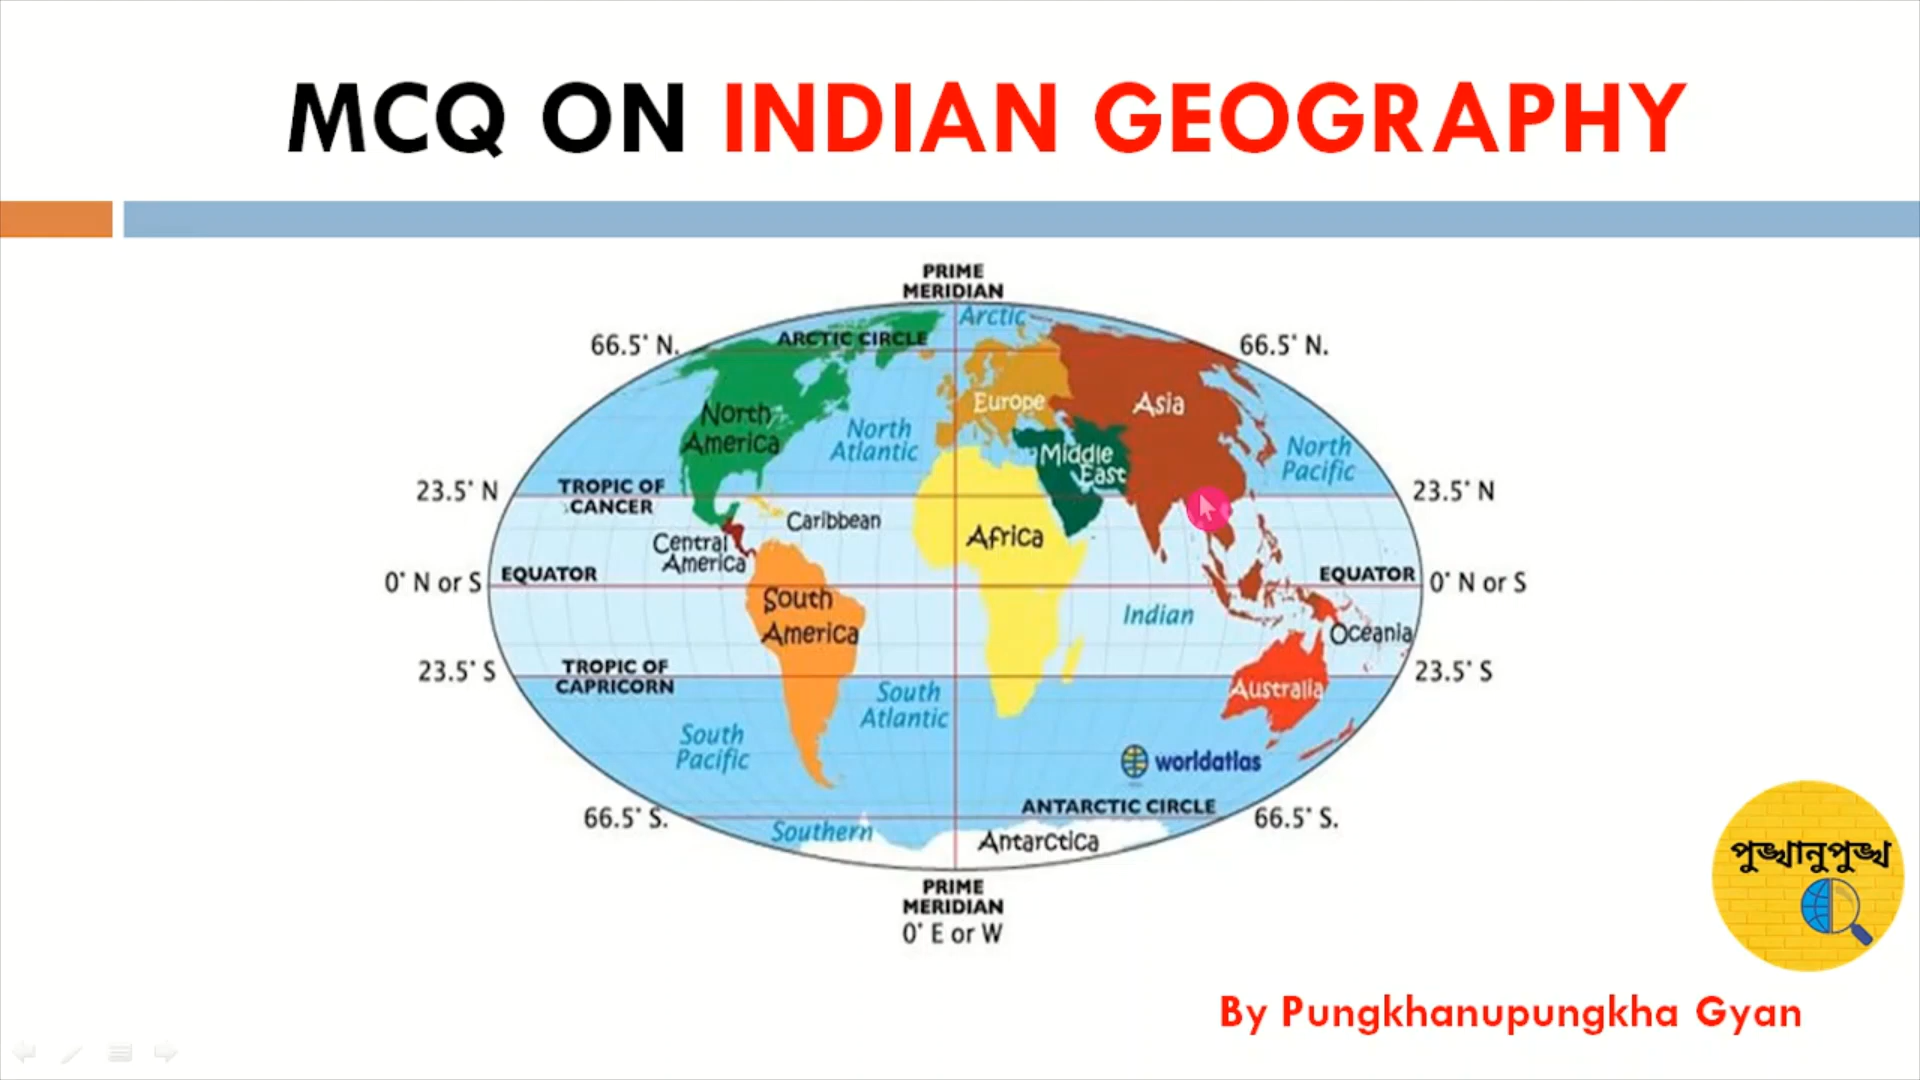 MCQ ON INDIAN GEOGRAPHY
PRIME
MERIDIAN
Arctic
66.5° N.
ARCTIC CIRCLE
66.5° N.
North
America
North
Atlantic
Europe
Asia
Middle
East
North
Pacific
23.5° N
TROPIC OF
CANCER
23.5° N
Caribbean
Central
America
Africa
0° N or S
EQUATOR
EQUATOR
0° N or S
South
America
Indian
Oceania
23.5° S
TROPIC OF
CAPRICORN
South
Atlantic
Australia
23.5° S
South
Pacific
worldatlas
66.5° S.
Southern
ANTARCTIC CIRCLE
Antarctica
66.5° S.
PRIME
MERIDIAN
0° E or W
পুঙ্খানুপুঙ্খ
By Pungkhanupungkha Gyan